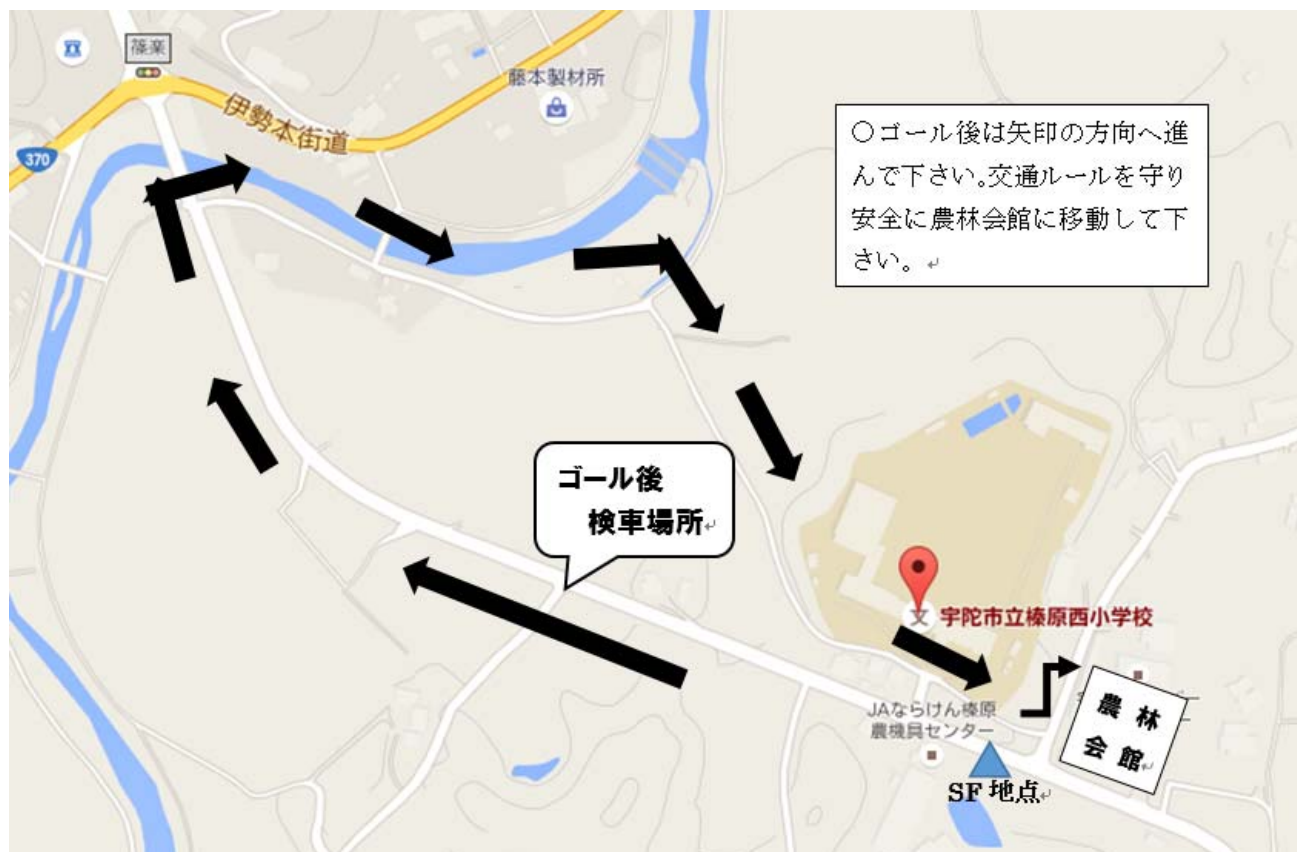 篠楽
藤本製材所
伊勢本街道
370
〇ゴール後は矢印の方向へ進
んで下さい。交通ルールを守り
安全に農林会館に移動して下
さい。
ゴール後
検車場所
文
宇陀市立榛原西小学校
JAならけん榛原
農機具センター
農林
会館
SF地点